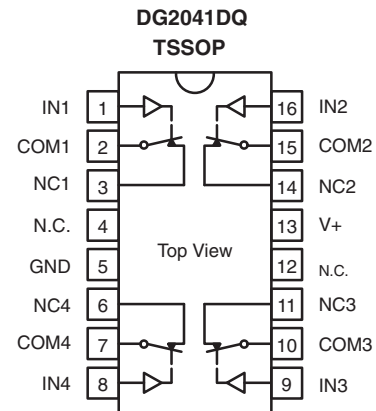 DG2041DQ
TSSOP
IN1 1 16 IN2
COM1 2 15 COM2
NC1 3 14 NC2
N.C. 4 13 V+
Top View
GND 5 12 N.C.
NC4 6 11 NC3
COM4 7 10 COM3
IN4 8 9 IN3